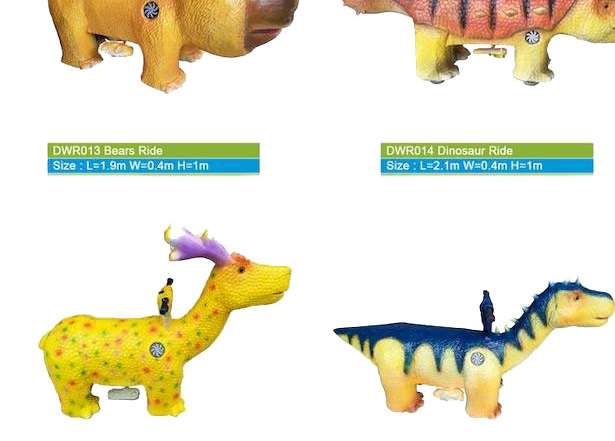 DWR013 Bears Ride
Size : L=1.9m W=0.4m H=1m
DWR014 Dinosaur Ride
Size : L=2.1m W=0.4m H=1m